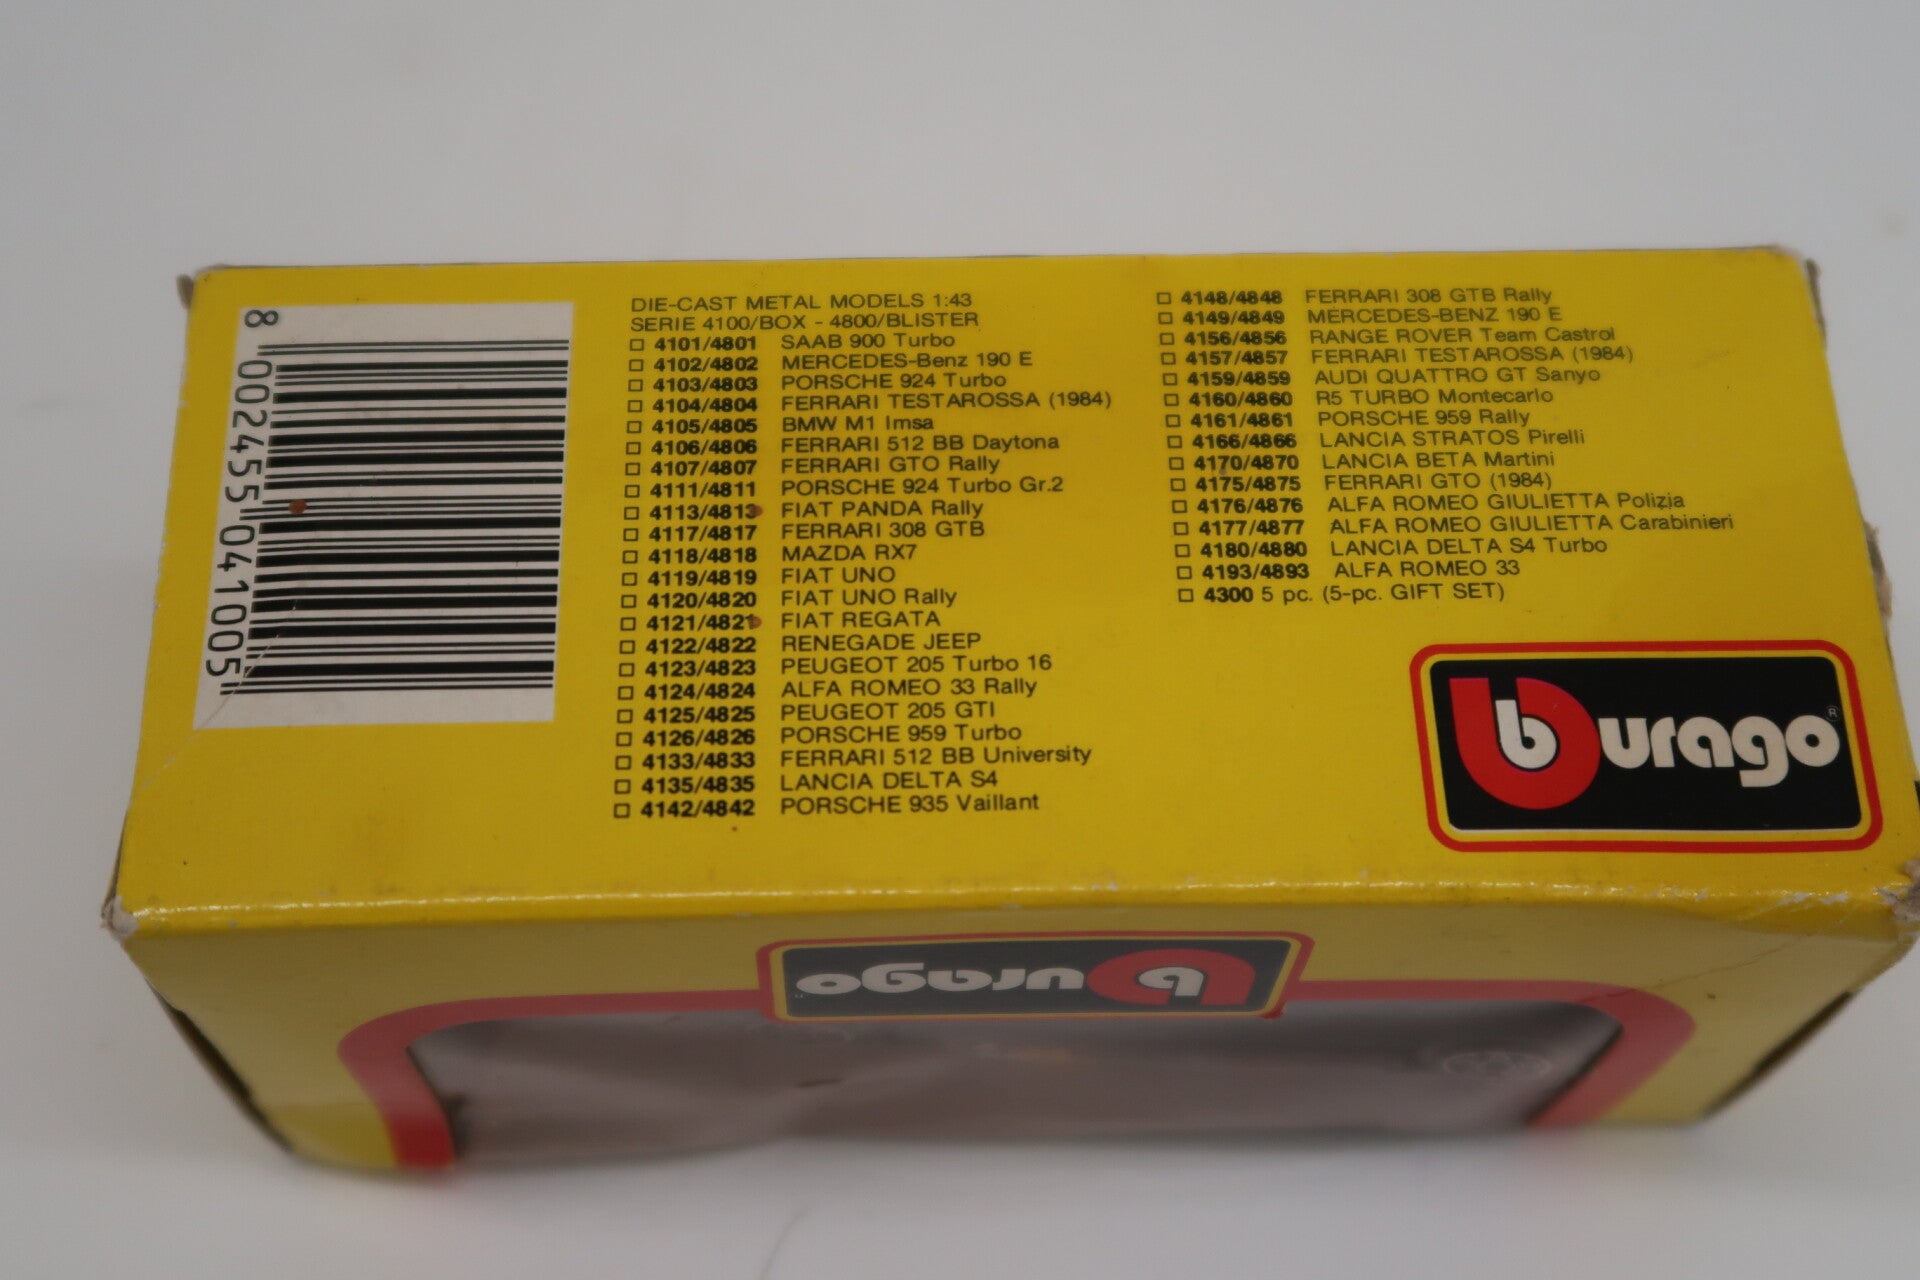 8 002455 041005
DIE-CAST METAL MODELS 1:43
SERIE 4100/BOX - 4800/BLISTER
4101/4801 SAAB 900 Turbo
4102/4802 MERCEDES-Benz 190 E
4103/4803 PORSCHE 924 Turbo
4104/4804 FERRARI TESTAROSSA (1984)
4105/4805 BMW M1 Imsa
4106/4806 FERRARI 512 BB Daytona
4107/4807 FERRARI GTO Rally
4111/4811 PORSCHE 924 Turbo Gr.2
4113/4813 FIAT PANDA Rally
4117/4817 FERRARI 308 GTB
4118/4818 MAZDA RX7
4119/4819 FIAT UNO
4120/4820 FIAT UNO Rally
4121/4821 FIAT REGATA
4122/4822 RENEGADE JEEP
4123/4823 PEUGEOT 205 Turbo 16
4124/4824 ALFA ROMEO 33 Rally
4125/4825 PEUGEOT 205 GTI
4126/4826 PORSCHE 959 Turbo
4133/4833 FERRARI 512 BB University
4135/4835 LANCIA DELTA S4
4142/4842 PORSCHE 935 Vaillant
4148/4848 FERRARI 308 GTB Rally
4149/4849 MERCEDES-BENZ 190 E
4156/4856 RANGE ROVER Team Castrol
4157/4857 FERRARI TESTAROSSA (1984)
4159/4859 AUDI QUATTRO GT Sanyo
4160/4860 R5 TURBO Montecarlo
4161/4861 PORSCHE 959 Rally
4166/4866 LANCIA STRATOS Pirelli
4170/4870 LANCIA BETA Martini
4175/4875 FERRARI GTO (1984)
4176/4876 ALFA ROMEO GIULIETTA Polizia
4177/4877 ALFA ROMEO GIULIETTA Carabinieri
4180/4880 LANCIA DELTA S4 Turbo
4193/4893 ALFA ROMEO 33
4300 5 pc. (5-pc. GIFT SET)
burago ®
burago